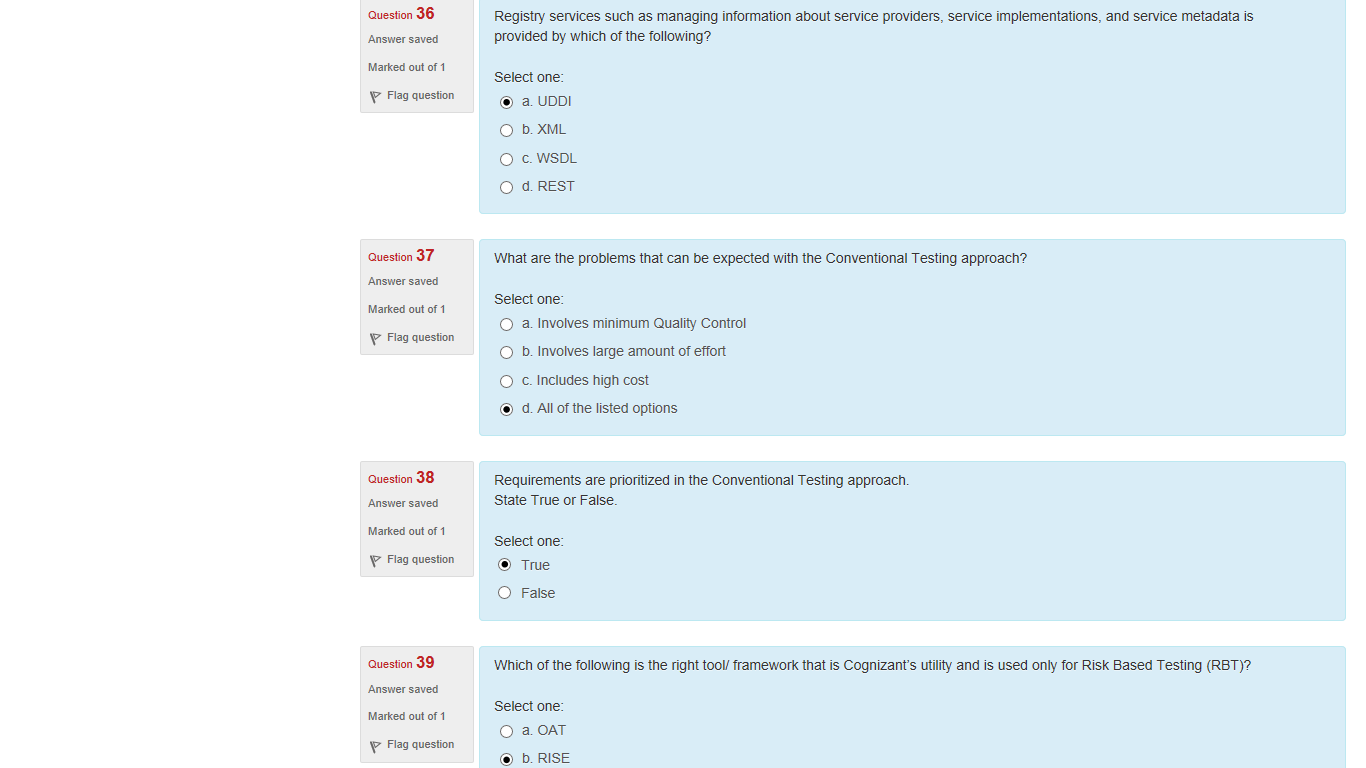 Question 36
Answer saved
Marked out of 1
Flag question
Registry services such as managing information about service providers, service implementations, and service metadata is
provided by which of the following?
Select one:
a. UDDI
b. XML
c. WSDL
d. REST
Question 37
Answer saved
Marked out of 1
Flag question
What are the problems that can be expected with the Conventional Testing approach?
Select one:
a. Involves minimum Quality Control
b. Involves large amount of effort
c. Includes high cost
d. All of the listed options
Question 38
Answer saved
Marked out of 1
Flag question
Requirements are prioritized in the Conventional Testing approach.
State True or False.
Select one:
True
False
Question 39
Answer saved
Marked out of 1
Flag question
Which of the following is the right tool/ framework that is Cognizant's utility and is used only for Risk Based Testing (RBT)?
Select one:
a. OAT
b. RISE